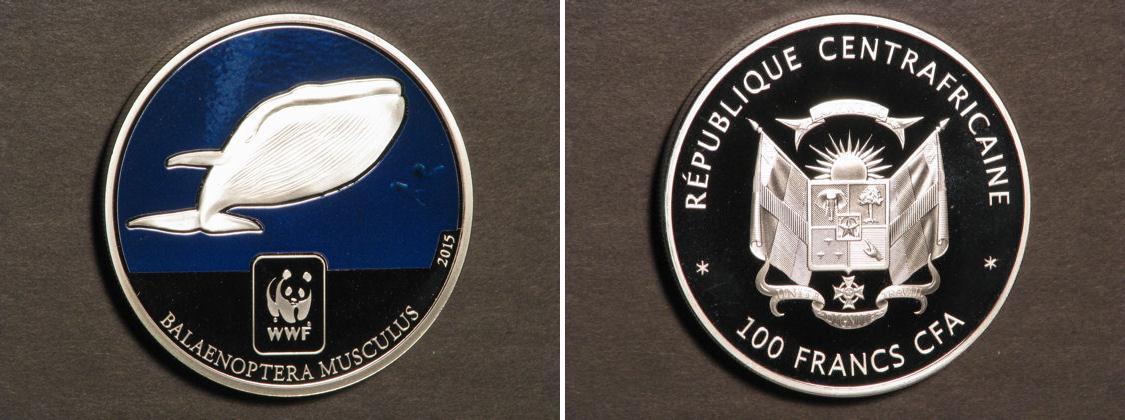 2015
WWF
BALAENOPTERA MUSCULUS
RÉPUBLIQUE CENTRAFRICAINE
100 FRANCS CFA